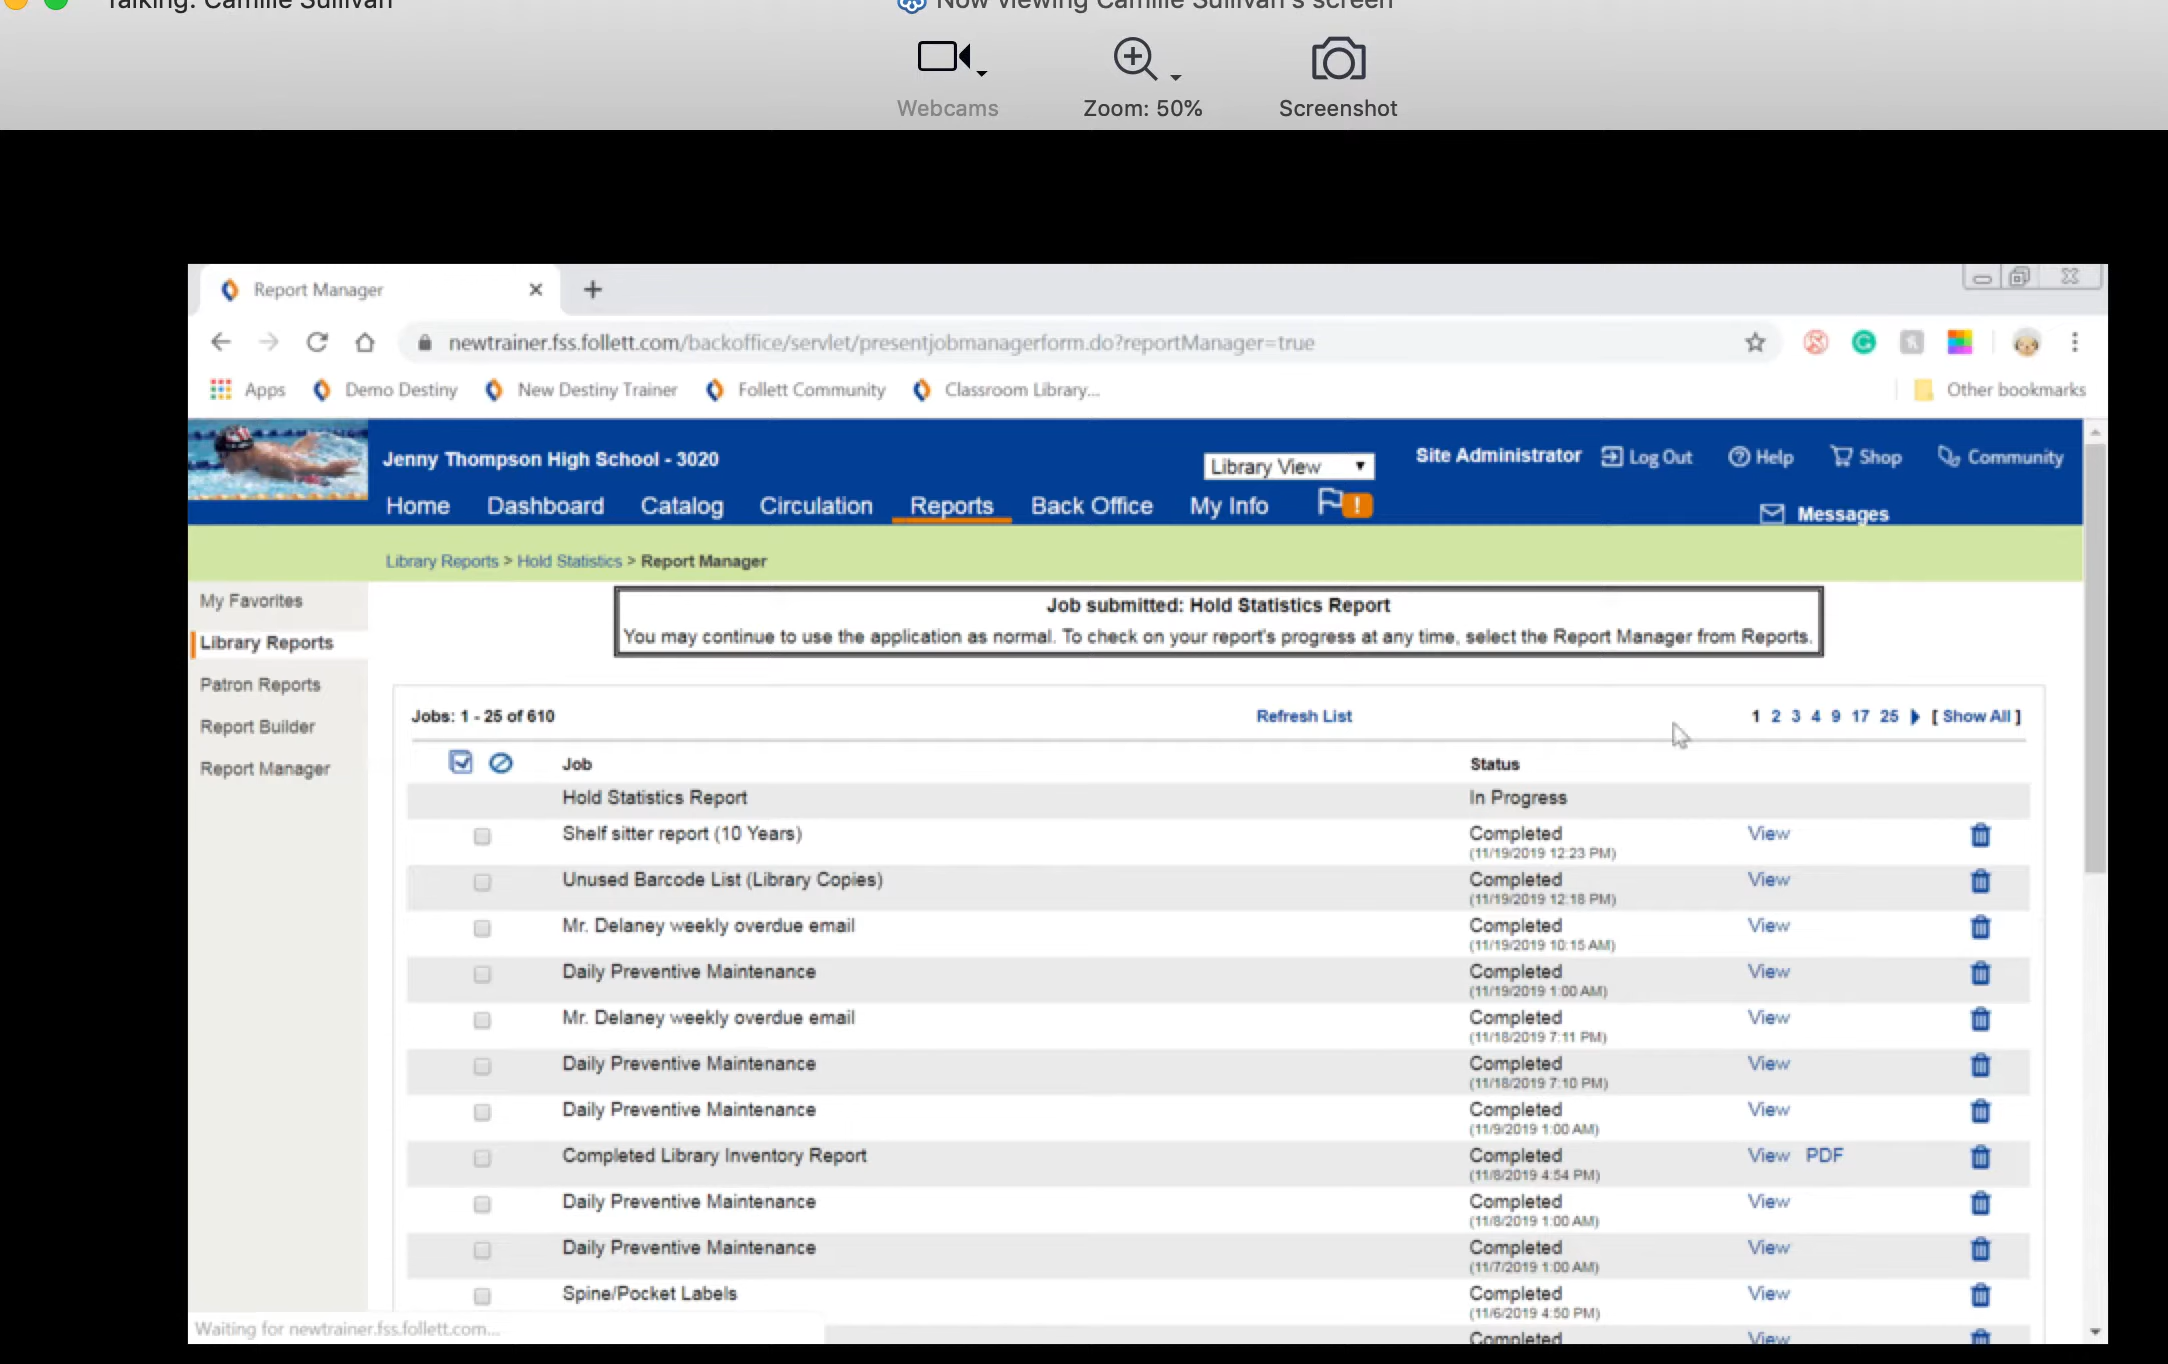 Talking: Camille Sullivan
Now viewing Camille Sullivan's screen
Webcams
Zoom: 50%
Screenshot
Report Manager
newtrainer.fss.follett.com/backoffice/servlet/presentjobmanagerform.do?reportManager=true
Apps Demo Destiny New Destiny Trainer Follett Community Classroom Library... Other bookmarks
Jenny Thompson High School - 3020
Library View
Site Administrator Log Out Help Shop Community
Home Dashboard Catalog Circulation Reports Back Office My Info !
Messages
Library Reports > Hold Statistics > Report Manager
My Favorites
Library Reports
Patron Reports
Report Builder
Report Manager
Job submitted: Hold Statistics Report
You may continue to use the application as normal. To check on your report's progress at any time, select the Report Manager from Reports.
Jobs: 1 - 25 of 610 Refresh List 1 2 3 4 9 17 25 [ Show All ]
Job Status
Hold Statistics Report In Progress
Shelf sitter report (10 Years) Completed View
(11/19/2019 12:23 PM)
Unused Barcode List (Library Copies) Completed View
(11/19/2019 12:18 PM)
Mr. Delaney weekly overdue email Completed View
(11/19/2019 10:15 AM)
Daily Preventive Maintenance Completed View
(11/19/2019 1:00 AM)
Mr. Delaney weekly overdue email Completed View
(11/18/2019 7:11 PM)
Daily Preventive Maintenance Completed View
(11/18/2019 7:10 PM)
Daily Preventive Maintenance Completed View
(11/9/2019 1:00 AM)
Completed Library Inventory Report Completed View PDF
(11/8/2019 4:54 PM)
Daily Preventive Maintenance Completed View
(11/8/2019 1:00 AM)
Daily Preventive Maintenance Completed View
(11/7/2019 1:00 AM)
Spine/Pocket Labels Completed View
(11/6/2019 4:50 PM)
Completed View
Waiting for newtrainer.fss.follett.com...